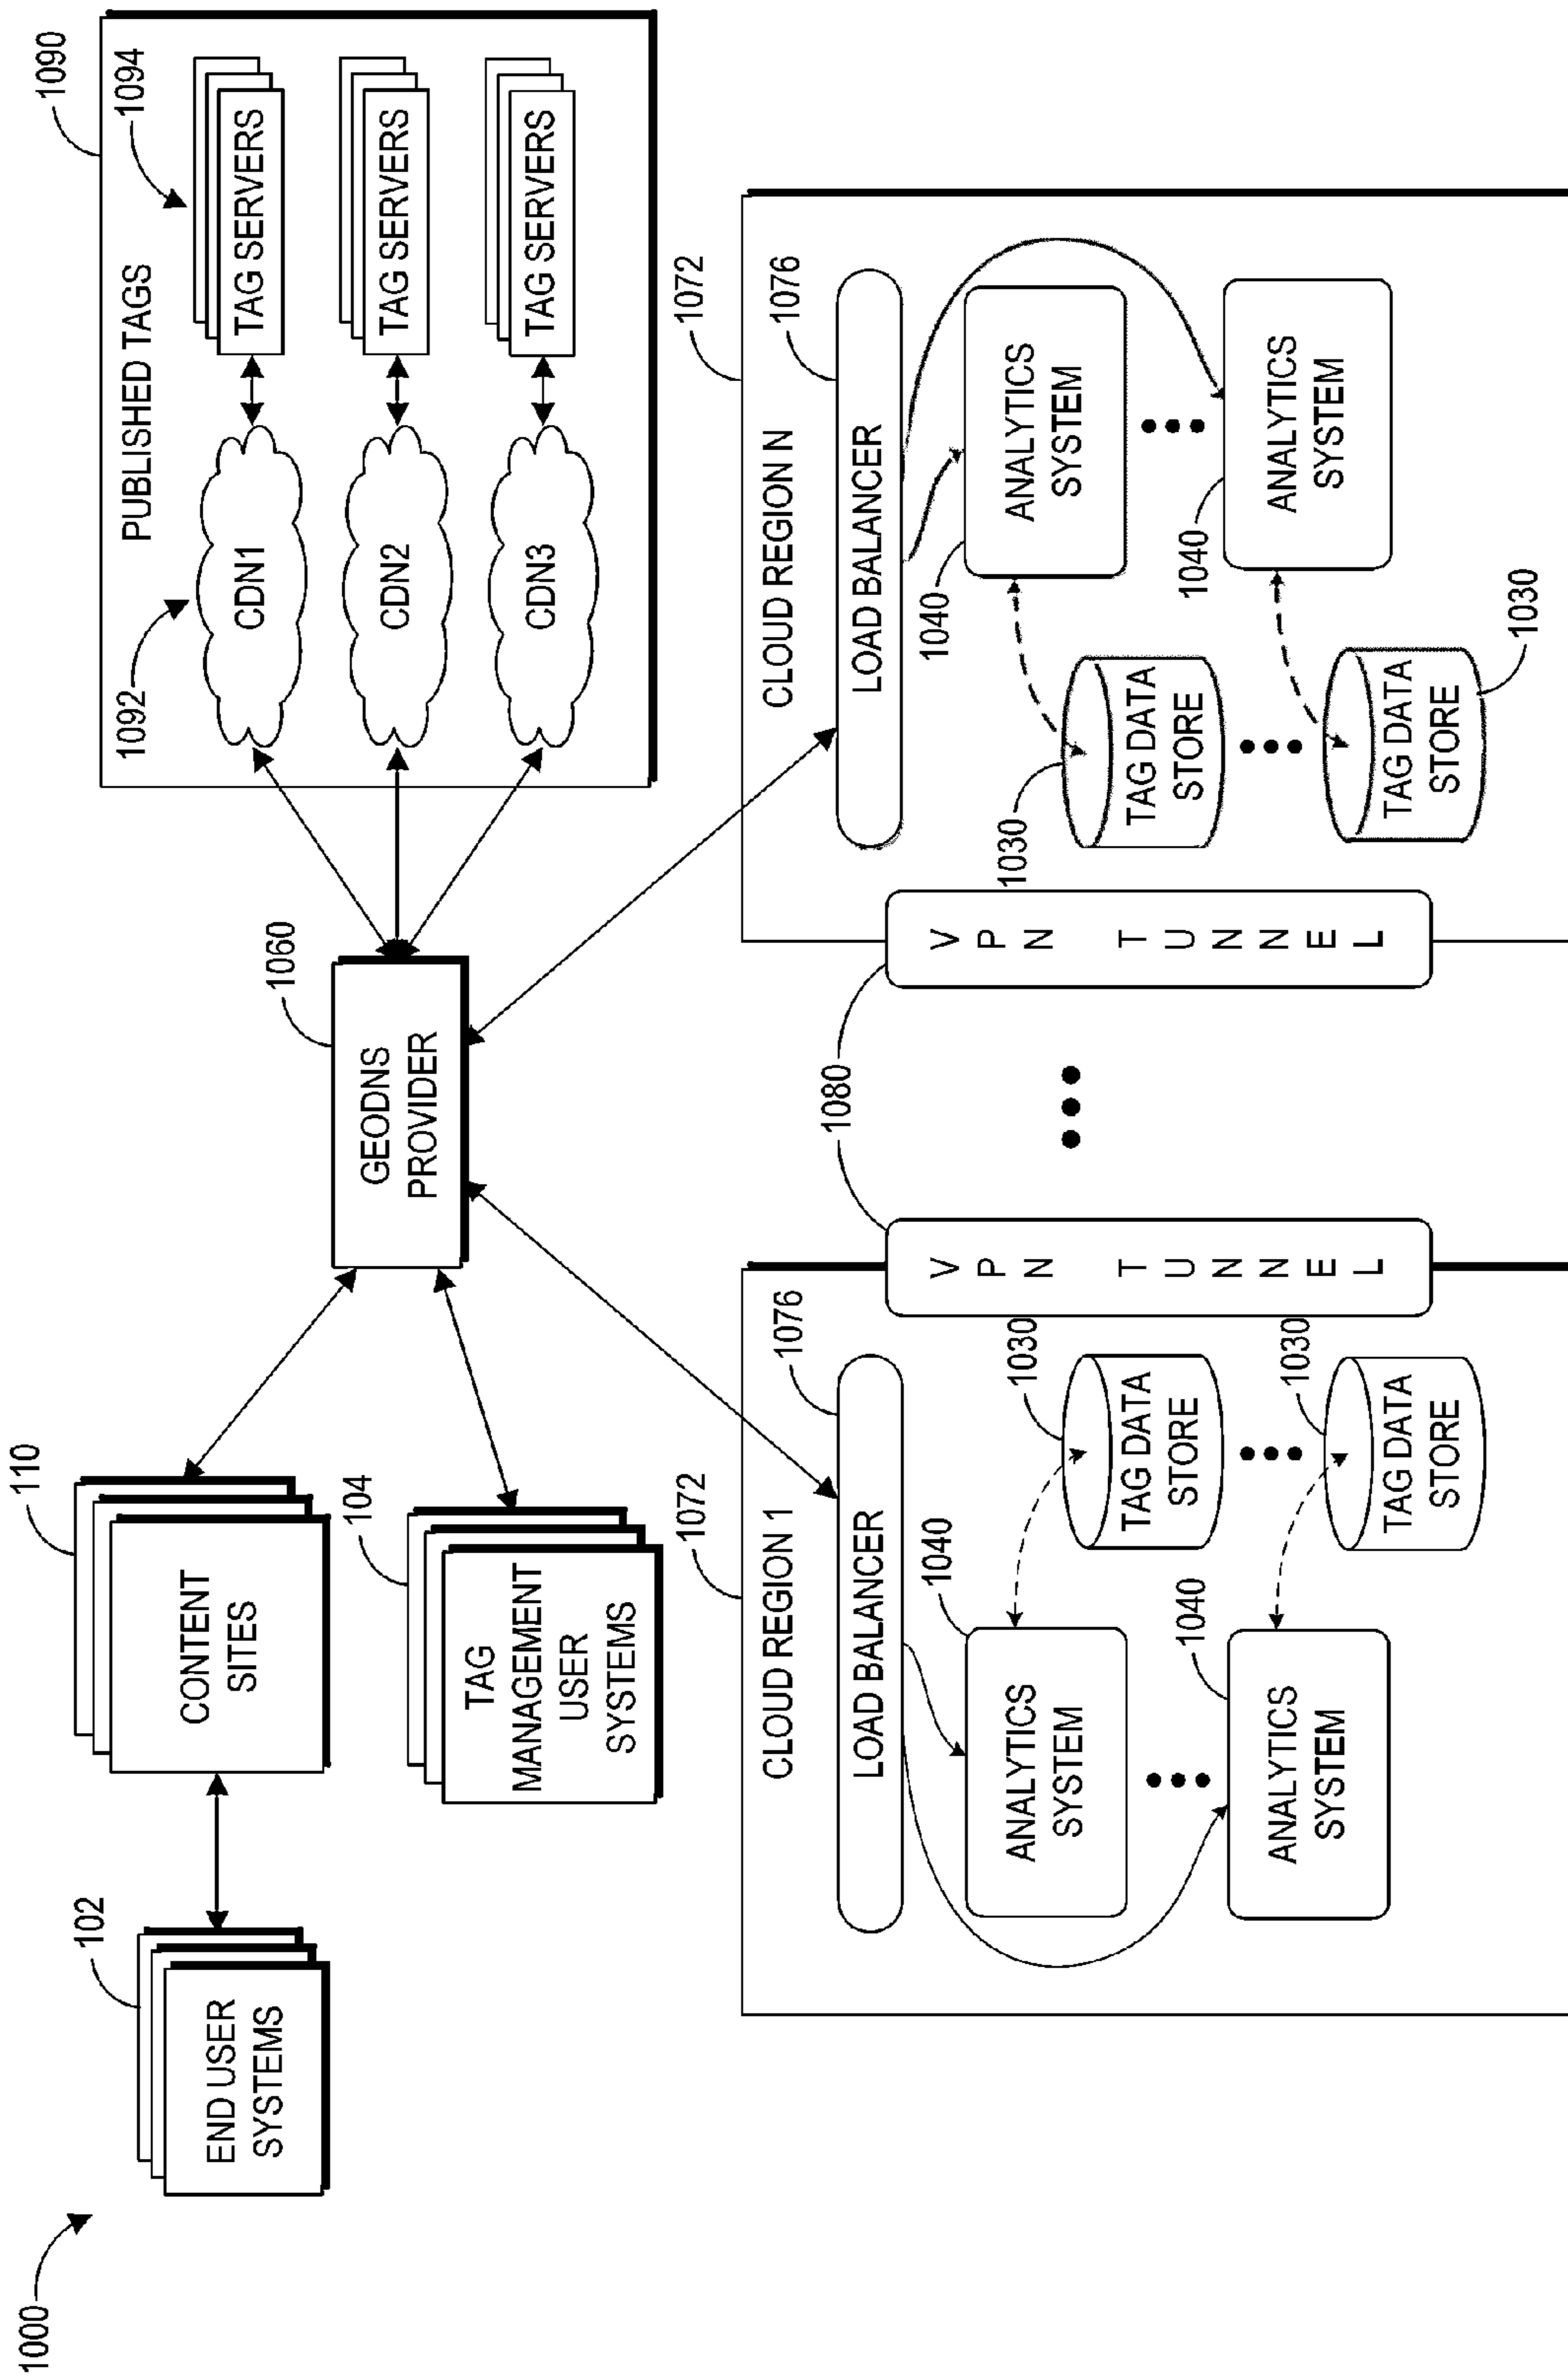 1000
102
END USER
SYSTEMS
110
CONTENT
SITES
104
TAG
MANAGEMENT
USER
SYSTEMS
1060
GEODNS
PROVIDER
1090
PUBLISHED TAGS
1092
1094
CDN1
TAG SERVERS
CDN2
TAG SERVERS
CDN3
TAG SERVERS
1072
CLOUD REGION 1
1076
LOAD BALANCER
1040
ANALYTICS
SYSTEM
1030
TAG DATA
STORE
1040
ANALYTICS
SYSTEM
1030
TAG DATA
STORE
VPN TUNNEL
1080
VPN TUNNEL
1072
CLOUD REGION N
1076
LOAD BALANCER
1030
TAG DATA
STORE
1040
ANALYTICS
SYSTEM
1030
TAG DATA
STORE
1040
ANALYTICS
SYSTEM